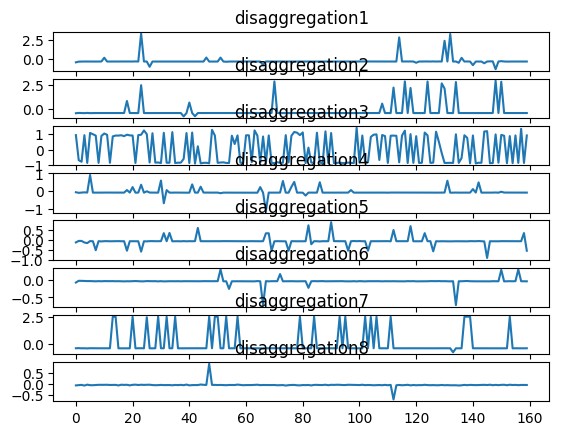 disaggregation1
2.5
0.0
disaggregation2
2.5
0.0
disaggregation3
1
0
−1
disaggregation4
1
0
−1
disaggregation5
0.5
0.0
−0.5
−1.0
disaggregation6
0.0
−0.5
disaggregation7
2.5
0.0
disaggregation8
0.5
0.0
−0.5
0 20 40 60 80 100 120 140 160